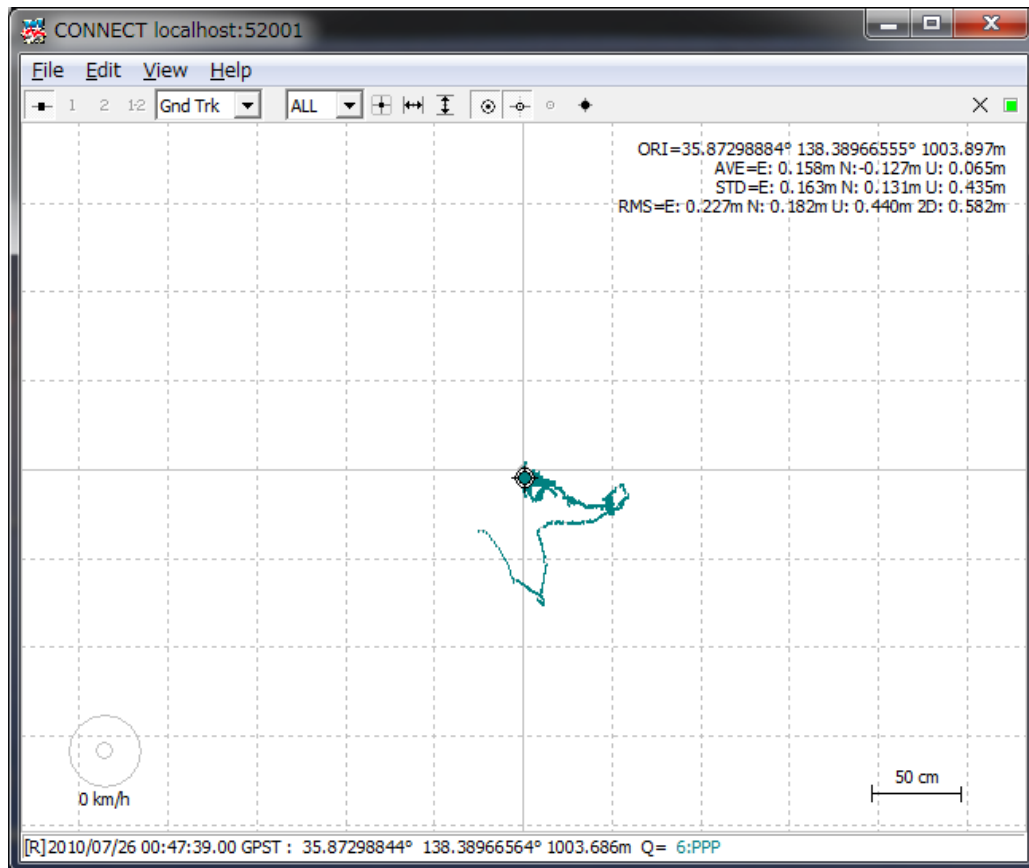 CONNECT localhost:52001
File Edit View Help
1 2 1-2 Gnd Trk ALL
ORI=35.87298884° 138.38966555° 1003.897m
AVE=E: 0.158m N:-0.127m U: 0.065m
STD=E: 0.163m N: 0.131m U: 0.435m
RMS=E: 0.227m N: 0.182m U: 0.440m 2D: 0.582m
50 cm
0 km/h
[R]2010/07/26 00:47:39.00 GPST : 35.87298844° 138.38966564° 1003.686m Q= 6:PPP